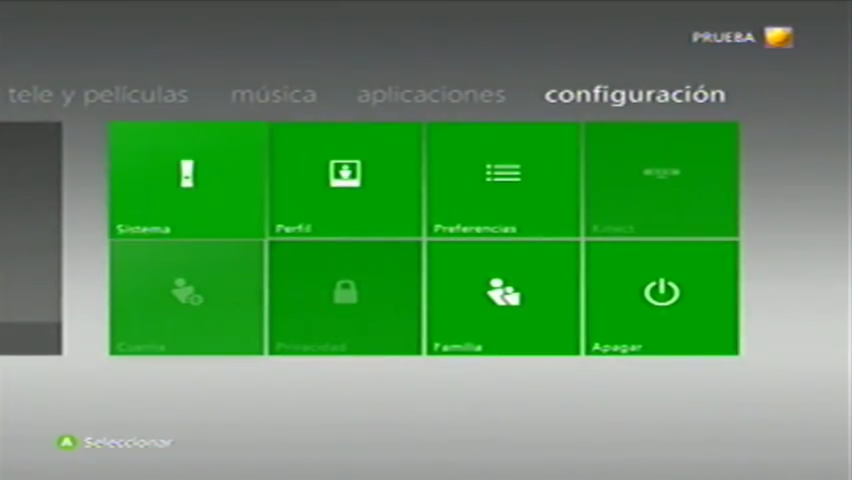 PRUEBA
tele y películas música aplicaciones configuración
Sistema Perfil Preferencias Kinect
Cuenta Privacidad Familia Apagar
A Seleccionar